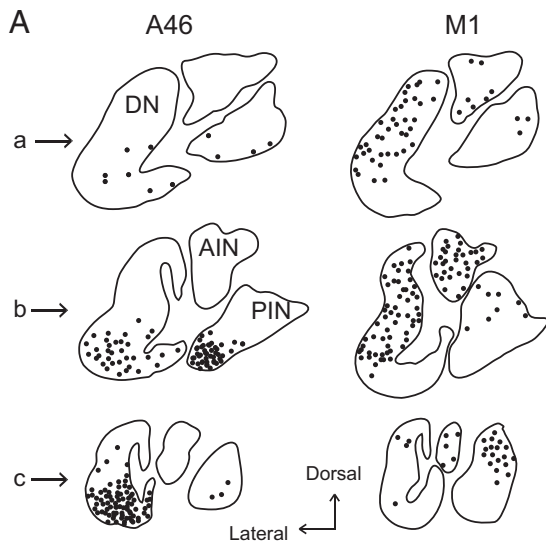 A
A46 M1
DN
a
AIN
PIN
b
c
Dorsal
Lateral